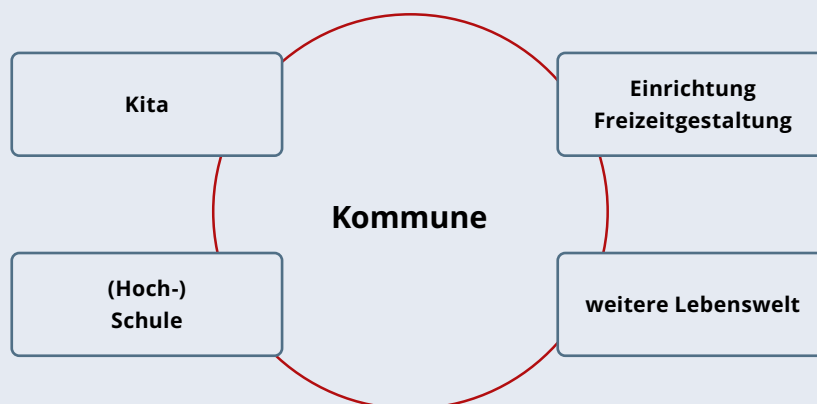 Kita
Einrichtung
Freizeitgestaltung
Kommune
(Hoch-)
Schule
weitere Lebenswelt